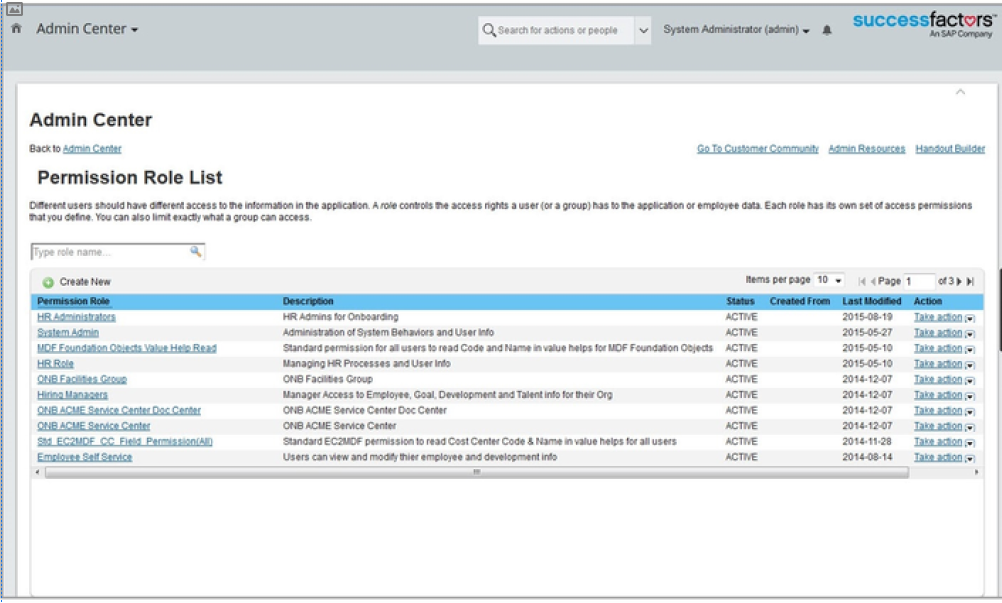 Admin Center
Search for actions or people
System Administrator (admin)
successfactors
An SAP Company
Admin Center
Back to Admin Center
Go To Customer Community Admin Resources Handout Builder
Permission Role List
Different users should have different access to the information in the application. A role controls the access rights a user (or a group) has to the application or employee data. Each role has its own set of access permissions
that you define. You can also limit exactly what a group can access.
Type role name...
Create New Items per page 10 Page 1 of 3
Permission Role Description Status Created From Last Modified Action
HR Administrators HR Admins for Onboarding ACTIVE 2015-08-19 Take action
System Admin Administration of System Behaviors and User Info ACTIVE 2015-05-27 Take action
MDF Foundation Objects Value Help Read Standard permission for all users to read Code and Name in value helps for MDF Foundation Objects ACTIVE 2015-05-10 Take action
HR Role Managing HR Processes and User Info ACTIVE 2015-05-10 Take action
ONB Facilities Group ONB Facilities Group ACTIVE 2014-12-07 Take action
Hiring Managers Manager Access to Employee, Goal, Development and Talent info for their Org ACTIVE 2014-12-07 Take action
ONB ACME Service Center Doc Center ONB ACME Service Center Doc Center ACTIVE 2014-12-07 Take action
ONB ACME Service Center ONB ACME Service Center ACTIVE 2014-12-07 Take action
Std_EC2MDF_CC_Field_Permission(All) Standard EC2MDF permission to read Cost Center Code & Name in value helps for all users ACTIVE 2014-11-28 Take action
Employee Self Service Users can view and modify thier employee and development info ACTIVE 2014-08-14 Take action